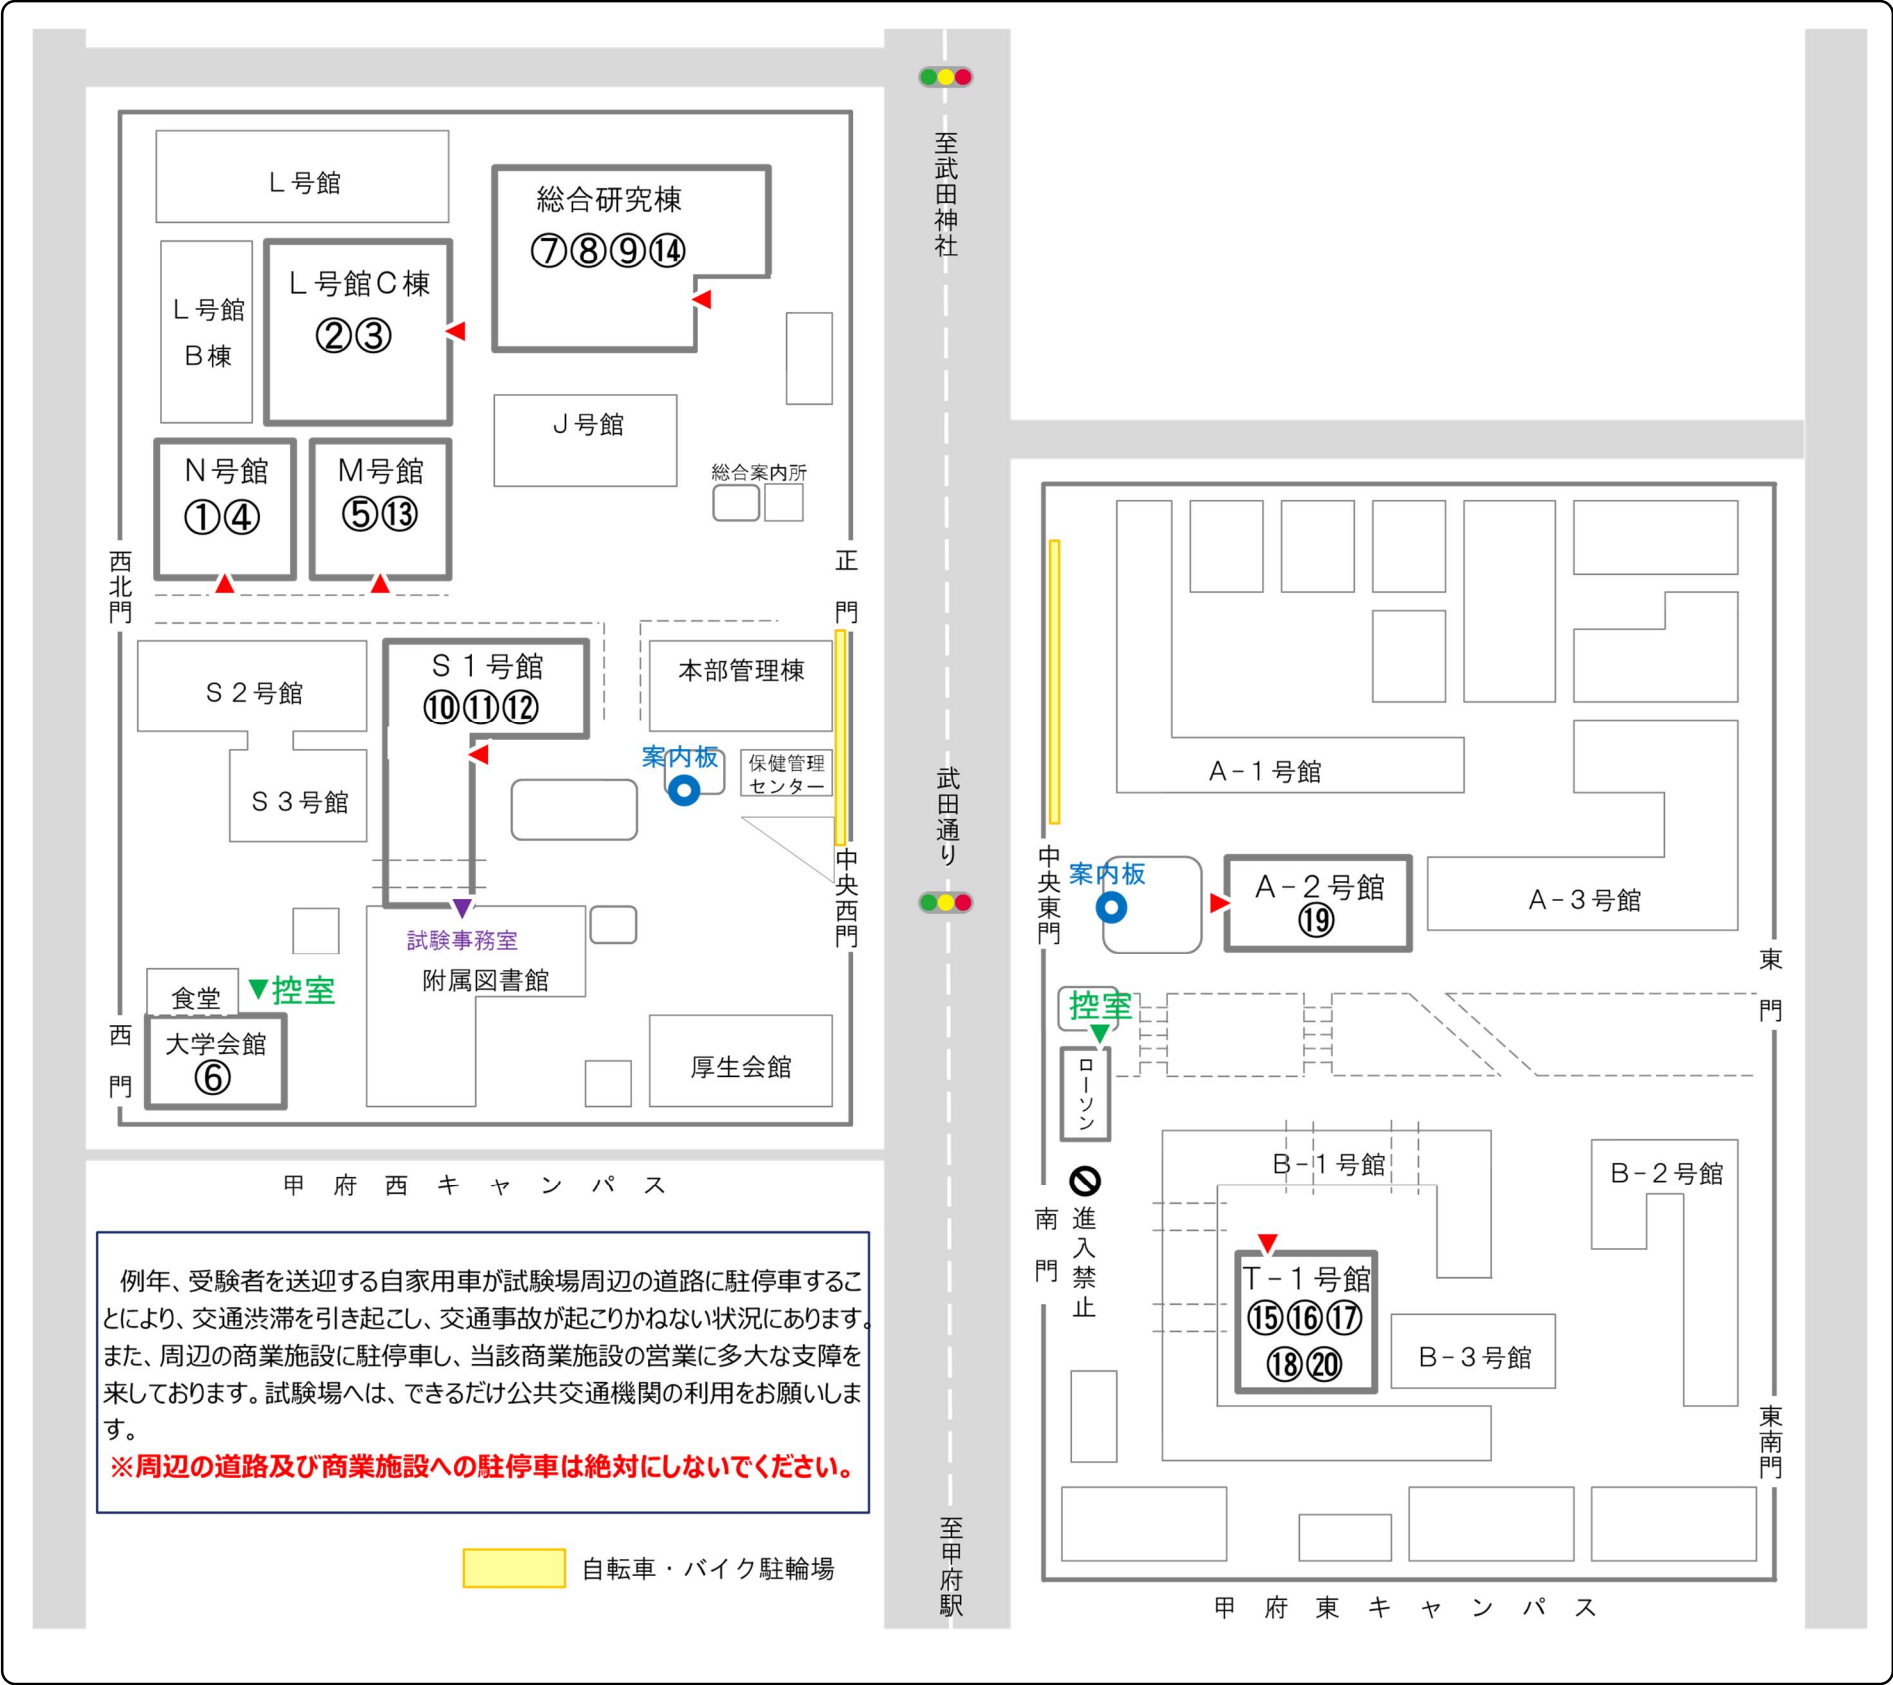 至武田神社
L号館
総合研究棟
⑦⑧⑨⑭
L号館C棟
②③
L号館
B棟
J号館
N号館
①④
M号館
⑤⑬
総合案内所
西北門
正門
S1号館
⑩⑪⑫
S2号館
本部管理棟
案内板
保健管理
センター
S3号館
武田通り
中央西門
試験事務室
附属図書館
食堂
▼控室
大学会館
⑥
西門
厚生会館
甲府西キャンパス
例年、受験者を送迎する自家用車が試験場周辺の道路に駐停車するこ
とにより、交通渋滞を引き起こし、交通事故が起こりかねない状況にあります。
また、周辺の商業施設に駐停車し、当該商業施設の営業に多大な支障を
来しております。試験場へは、できるだけ公共交通機関の利用をお願いしま
す。
※周辺の道路及び商業施設への駐停車は絶対にしないでください。
自転車・バイク駐輪場
至甲府駅
A-1号館
中央東門
案内板
A-2号館
⑲
A-3号館
東門
控室
ローソン
B-1号館
B-2号館
南門
進入禁止
T-1号館
⑮⑯⑰
⑱⑳
B-3号館
東南門
甲府東キャンパス